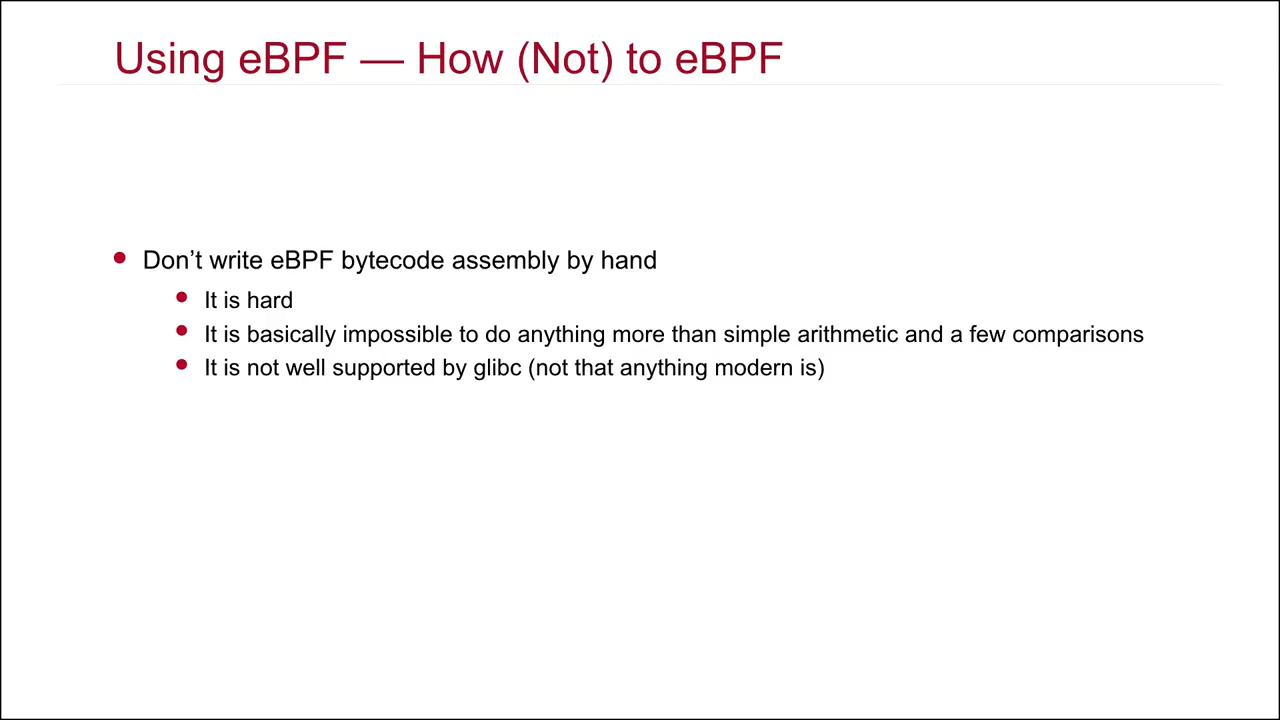 Using eBPF — How (Not) to eBPF
Don’t write eBPF bytecode assembly by hand
It is hard
It is basically impossible to do anything more than simple arithmetic and a few comparisons
It is not well supported by glibc (not that anything modern is)